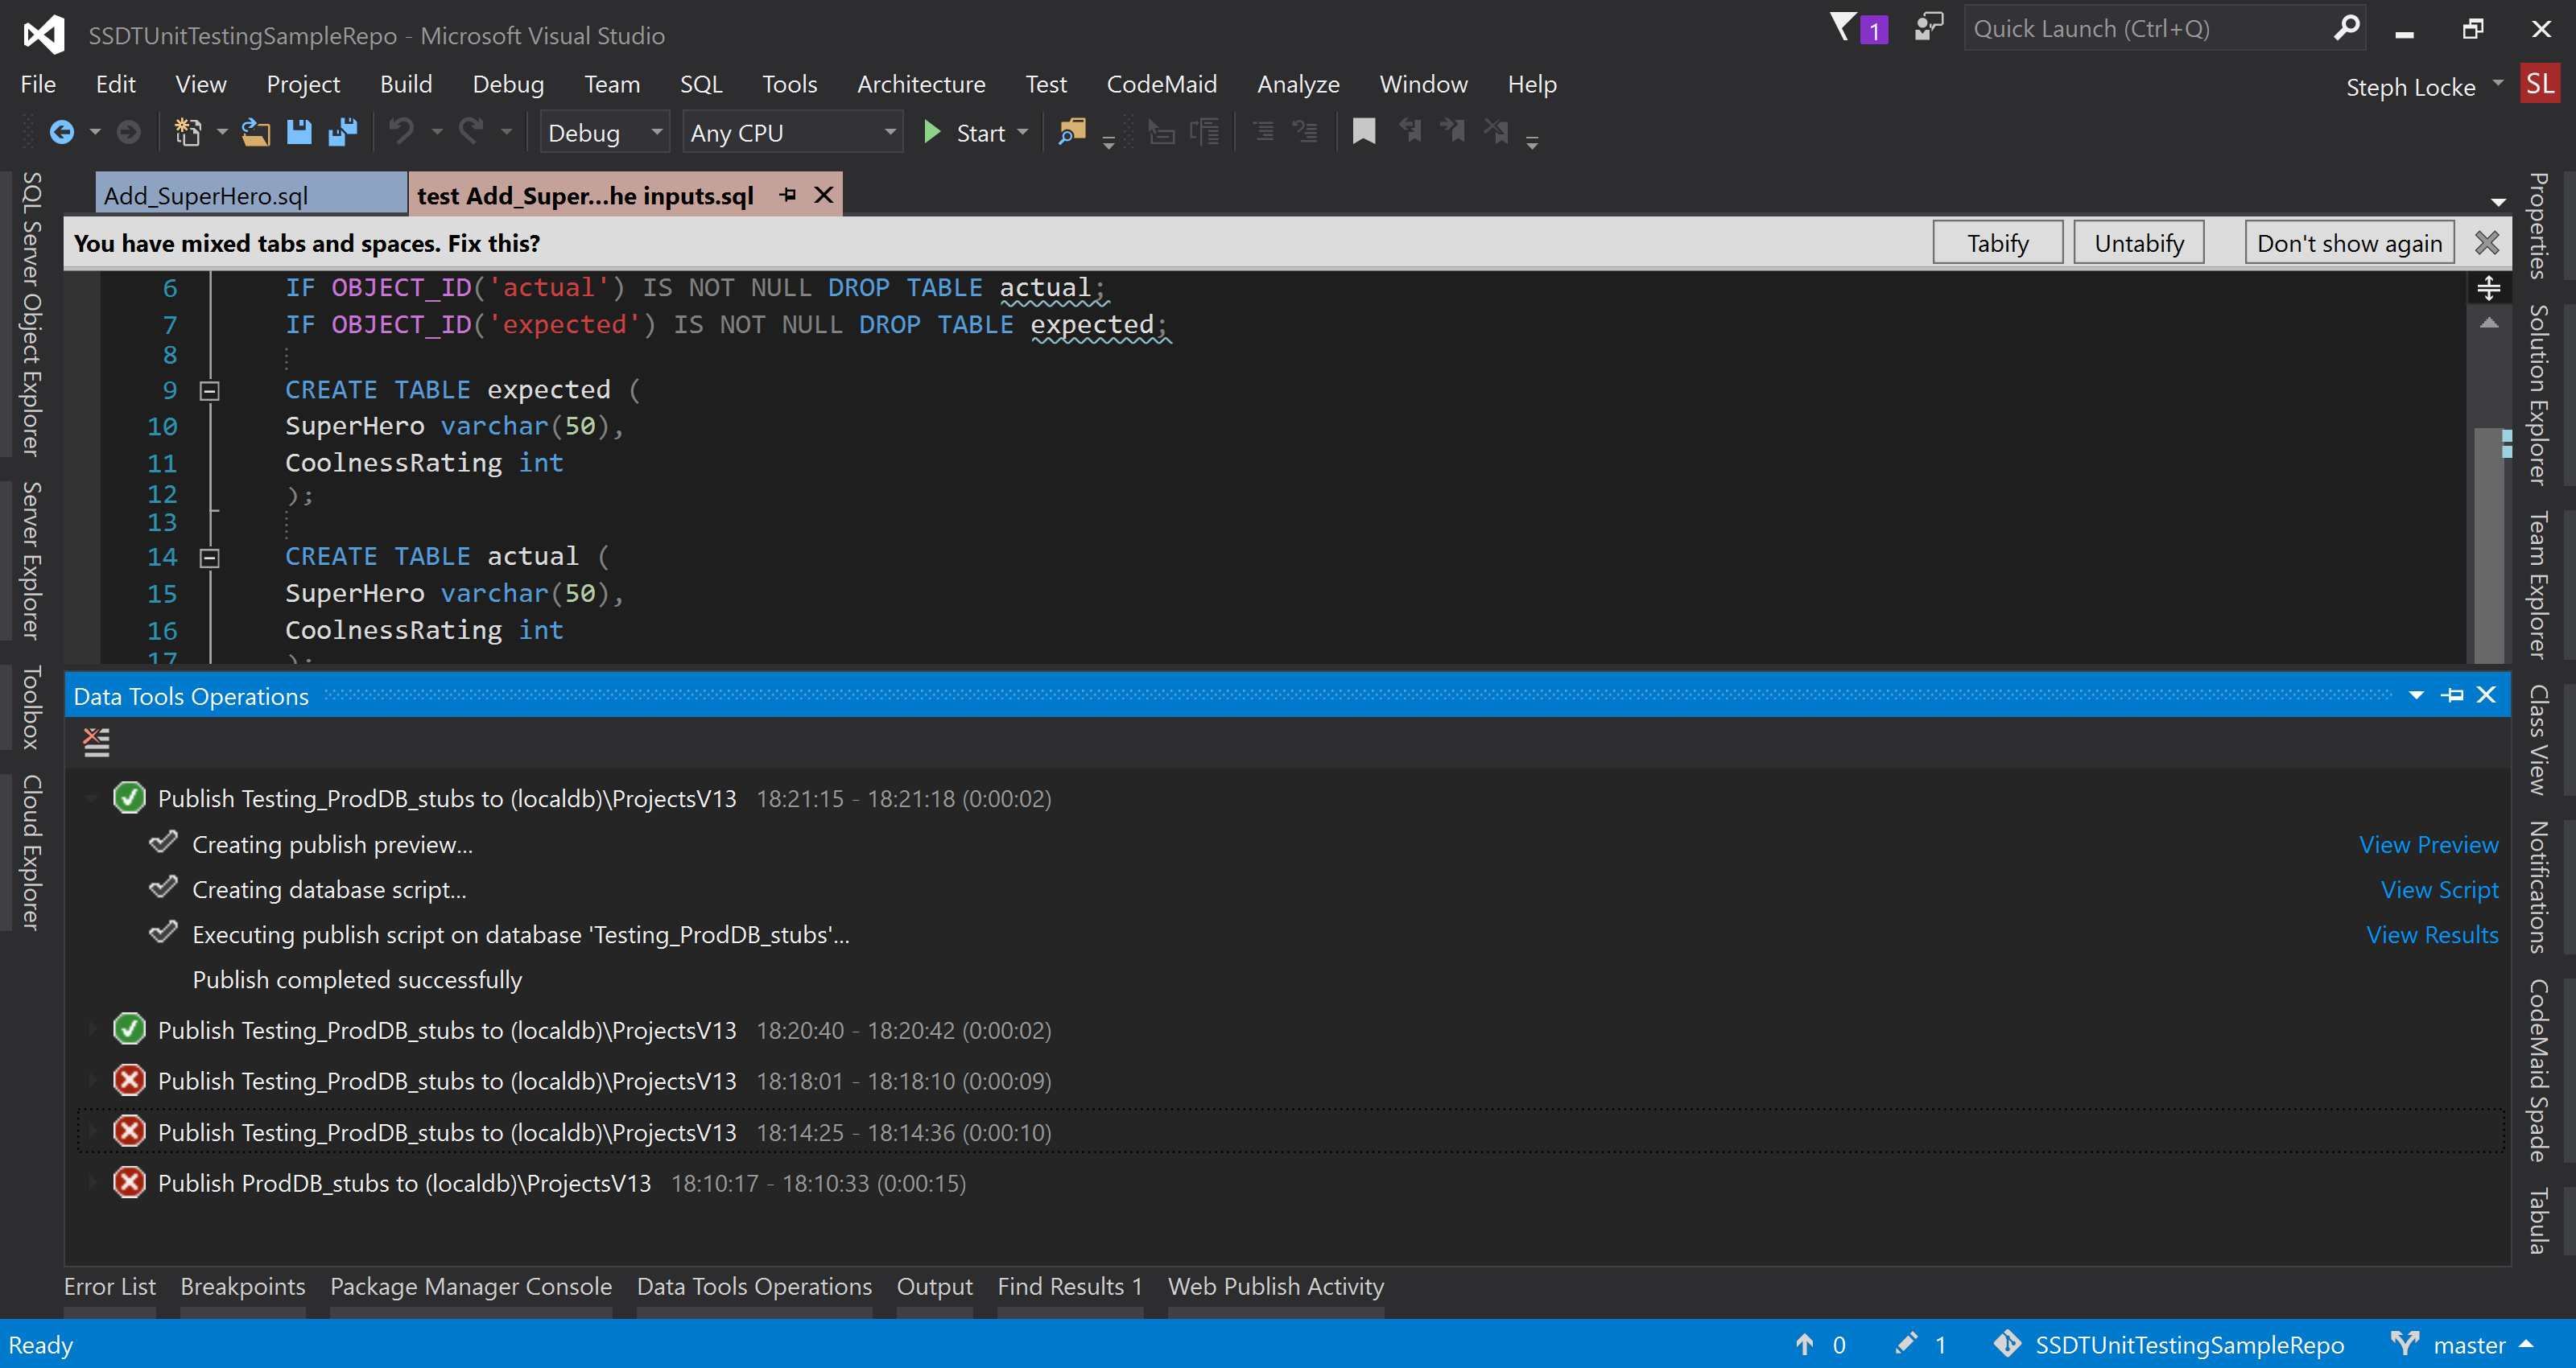 SSDTUnitTestingSampleRepo - Microsoft Visual Studio
1
Quick Launch (Ctrl+Q)
File Edit View Project Build Debug Team SQL Tools Architecture Test CodeMaid Analyze Window Help
Steph Locke SL
Debug Any CPU Start
SQL Server Object Explorer
Server Explorer
Toolbox
Cloud Explorer
Add_SuperHero.sql test Add_Super...he inputs.sql
You have mixed tabs and spaces. Fix this? Tabify Untabify Don't show again
6 IF OBJECT_ID('actual') IS NOT NULL DROP TABLE actual;
7 IF OBJECT_ID('expected') IS NOT NULL DROP TABLE expected;
8
9 CREATE TABLE expected (
10 SuperHero varchar(50),
11 CoolnessRating int
12 );
13
14 CREATE TABLE actual (
15 SuperHero varchar(50),
16 CoolnessRating int
17 );
Data Tools Operations
Publish Testing_ProdDB_stubs to (localdb)\ProjectsV13 18:21:15 - 18:21:18 (0:00:02)
Creating publish preview... View Preview
Creating database script... View Script
Executing publish script on database 'Testing_ProdDB_stubs'... View Results
Publish completed successfully
Publish Testing_ProdDB_stubs to (localdb)\ProjectsV13 18:20:40 - 18:20:42 (0:00:02)
Publish Testing_ProdDB_stubs to (localdb)\ProjectsV13 18:18:01 - 18:18:10 (0:00:09)
Publish Testing_ProdDB_stubs to (localdb)\ProjectsV13 18:14:25 - 18:14:36 (0:00:10)
Publish ProdDB_stubs to (localdb)\ProjectsV13 18:10:17 - 18:10:33 (0:00:15)
Properties
Solution Explorer
Team Explorer
Class View
Notifications
CodeMaid Spade
Tabula
Error List Breakpoints Package Manager Console Data Tools Operations Output Find Results 1 Web Publish Activity
Ready 0 1 SSDTUnitTestingSampleRepo master